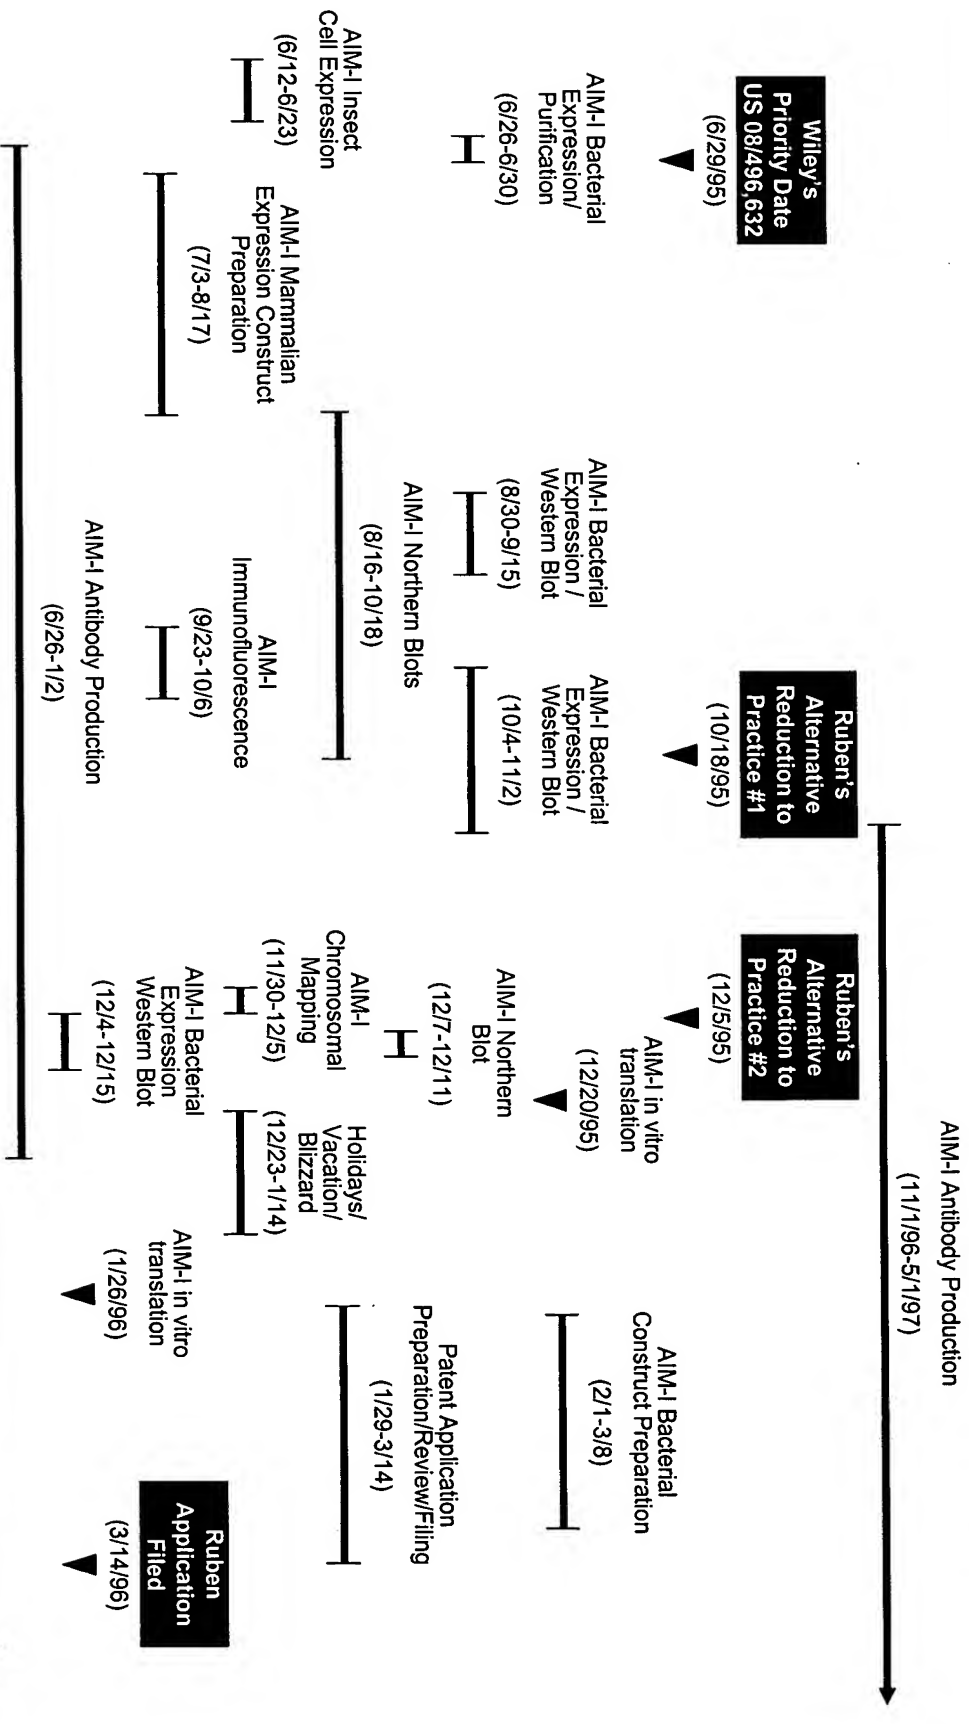 AIM-I Antibody Production
(11/1/96-5/1/97)
Wiley's
Priority Date
US 08/496,632
(6/29/95)
Ruben's
Alternative
Reduction to
Practice #1
(10/18/95)
Ruben's
Alternative
Reduction to
Practice #2
(12/5/95)
AIM-I Bacterial
Expression/
Purification
(6/26-6/30)
AIM-I Bacterial
Expression /
Western Blot
(8/30-9/15)
AIM-I Bacterial
Expression /
Western Blot
(10/4-11/2)
AIM-I in vitro
translation
(12/20/95)
AIM-I Bacterial
Construct Preparation
(2/1-3/8)
AIM-I Northern Blots
(8/16-10/18)
AIM-I Northern
Blot
(12/7-12/11)
Patent Application
Preparation/Review/Filing
(1/29-3/14)
AIM-I Insect
Cell Expression
(6/12-6/23)
AIM-I Mammalian
Expression Construct
Preparation
(7/3-8/17)
AIM-I
Immunofluorescence
(9/23-10/6)
AIM-I
Chromosomal
Mapping
(11/30-12/5)
Holidays/
Vacation/
Blizzard
(12/23-1/14)
AIM-I Bacterial
Expression
Western Blot
(12/4-12/15)
AIM-I in vitro
translation
(1/26/96)
Ruben
Application
Filed
(3/14/96)
AIM-I Antibody Production
(6/26-1/2)